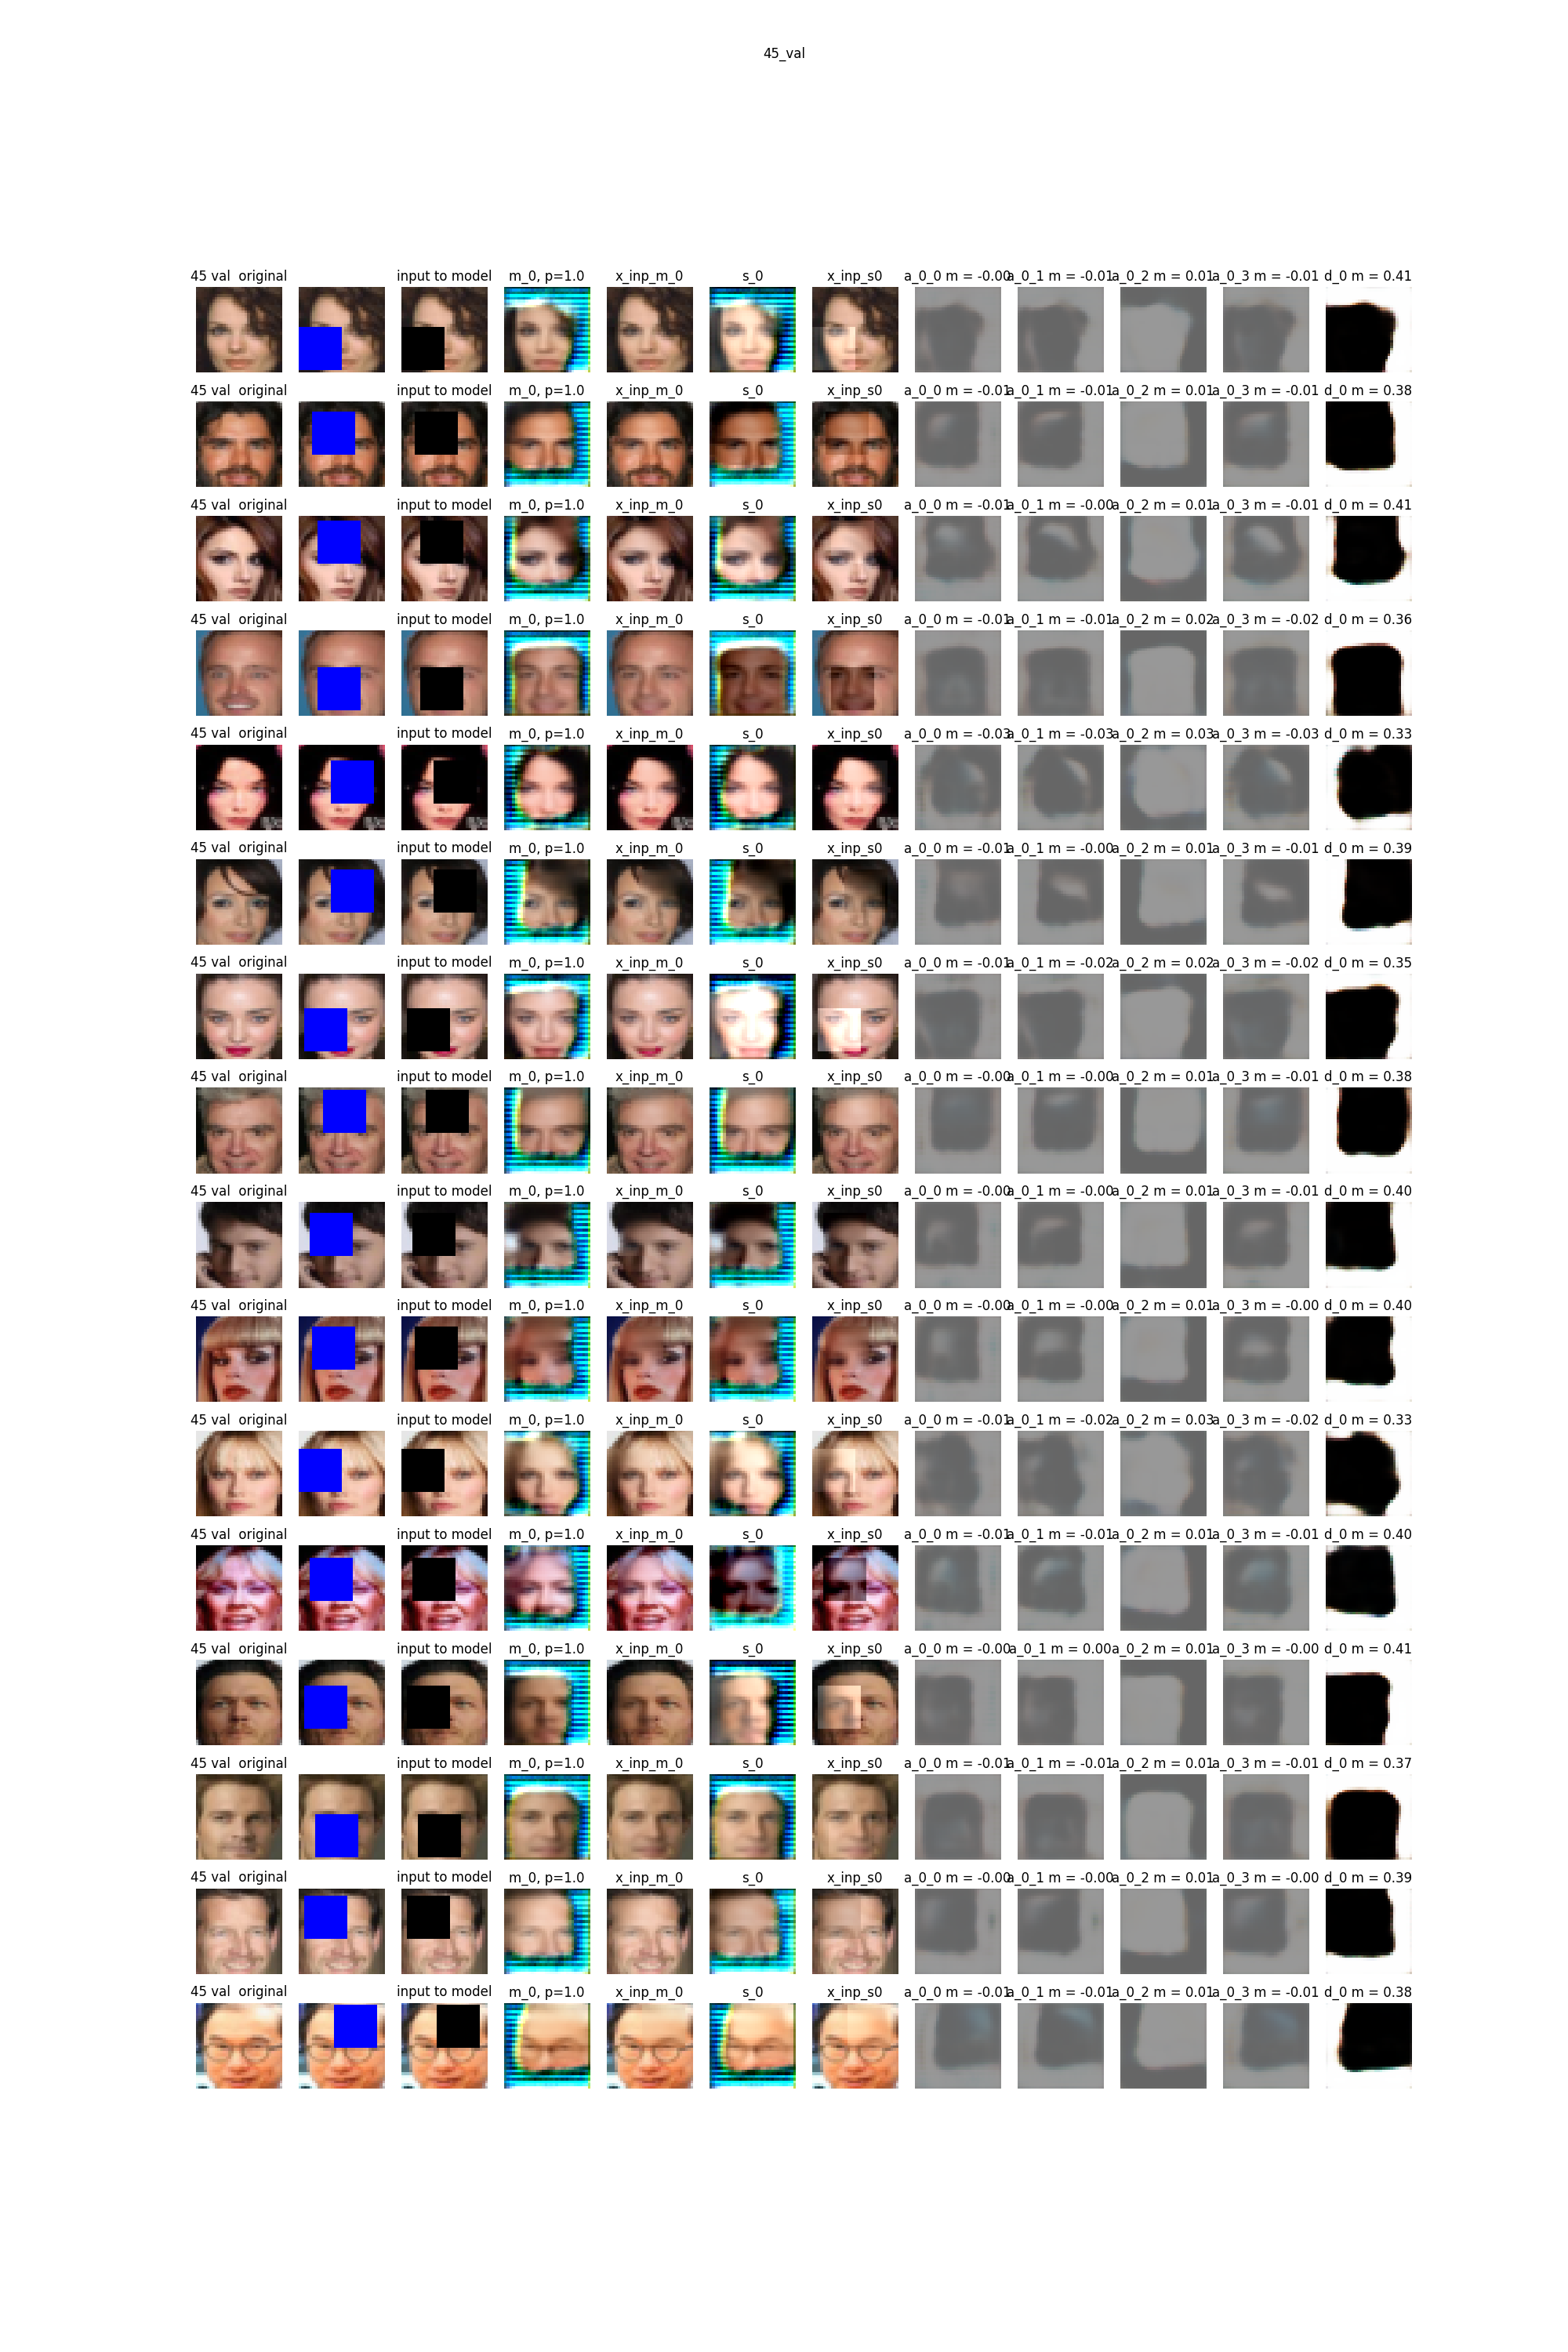 45_val
45 val original input to model m_0, p=1.0 x_inp_m_0 s_0 x_inp_s0 a_0_0 m = -0.00 a_0_1 m = -0.01 a_0_2 m = 0.01 a_0_3 m = -0.01 d_0 m = 0.41
45 val original input to model m_0, p=1.0 x_inp_m_0 s_0 x_inp_s0 a_0_0 m = -0.01 a_0_1 m = -0.01 a_0_2 m = 0.01 a_0_3 m = -0.01 d_0 m = 0.38
45 val original input to model m_0, p=1.0 x_inp_m_0 s_0 x_inp_s0 a_0_0 m = -0.01 a_0_1 m = -0.00 a_0_2 m = 0.01 a_0_3 m = -0.01 d_0 m = 0.41
45 val original input to model m_0, p=1.0 x_inp_m_0 s_0 x_inp_s0 a_0_0 m = -0.01 a_0_1 m = -0.01 a_0_2 m = 0.02 a_0_3 m = -0.02 d_0 m = 0.36
45 val original input to model m_0, p=1.0 x_inp_m_0 s_0 x_inp_s0 a_0_0 m = -0.03 a_0_1 m = -0.03 a_0_2 m = 0.03 a_0_3 m = -0.03 d_0 m = 0.33
45 val original input to model m_0, p=1.0 x_inp_m_0 s_0 x_inp_s0 a_0_0 m = -0.01 a_0_1 m = -0.00 a_0_2 m = 0.01 a_0_3 m = -0.01 d_0 m = 0.39
45 val original input to model m_0, p=1.0 x_inp_m_0 s_0 x_inp_s0 a_0_0 m = -0.01 a_0_1 m = -0.02 a_0_2 m = 0.02 a_0_3 m = -0.02 d_0 m = 0.35
45 val original input to model m_0, p=1.0 x_inp_m_0 s_0 x_inp_s0 a_0_0 m = -0.00 a_0_1 m = -0.00 a_0_2 m = 0.01 a_0_3 m = -0.01 d_0 m = 0.38
45 val original input to model m_0, p=1.0 x_inp_m_0 s_0 x_inp_s0 a_0_0 m = -0.00 a_0_1 m = -0.00 a_0_2 m = 0.01 a_0_3 m = -0.01 d_0 m = 0.40
45 val original input to model m_0, p=1.0 x_inp_m_0 s_0 x_inp_s0 a_0_0 m = -0.00 a_0_1 m = -0.00 a_0_2 m = 0.01 a_0_3 m = -0.00 d_0 m = 0.40
45 val original input to model m_0, p=1.0 x_inp_m_0 s_0 x_inp_s0 a_0_0 m = -0.01 a_0_1 m = -0.02 a_0_2 m = 0.03 a_0_3 m = -0.02 d_0 m = 0.33
45 val original input to model m_0, p=1.0 x_inp_m_0 s_0 x_inp_s0 a_0_0 m = -0.01 a_0_1 m = -0.01 a_0_2 m = 0.01 a_0_3 m = -0.01 d_0 m = 0.40
45 val original input to model m_0, p=1.0 x_inp_m_0 s_0 x_inp_s0 a_0_0 m = -0.00 a_0_1 m = 0.00 a_0_2 m = 0.01 a_0_3 m = -0.00 d_0 m = 0.41
45 val original input to model m_0, p=1.0 x_inp_m_0 s_0 x_inp_s0 a_0_0 m = -0.01 a_0_1 m = -0.01 a_0_2 m = 0.01 a_0_3 m = -0.01 d_0 m = 0.37
45 val original input to model m_0, p=1.0 x_inp_m_0 s_0 x_inp_s0 a_0_0 m = -0.00 a_0_1 m = -0.01 a_0_2 m = 0.01 a_0_3 m = -0.00 d_0 m = 0.39
45 val original input to model m_0, p=1.0 x_inp_m_0 s_0 x_inp_s0 a_0_0 m = -0.01 a_0_1 m = -0.01 a_0_2 m = 0.01 a_0_3 m = -0.01 d_0 m = 0.38